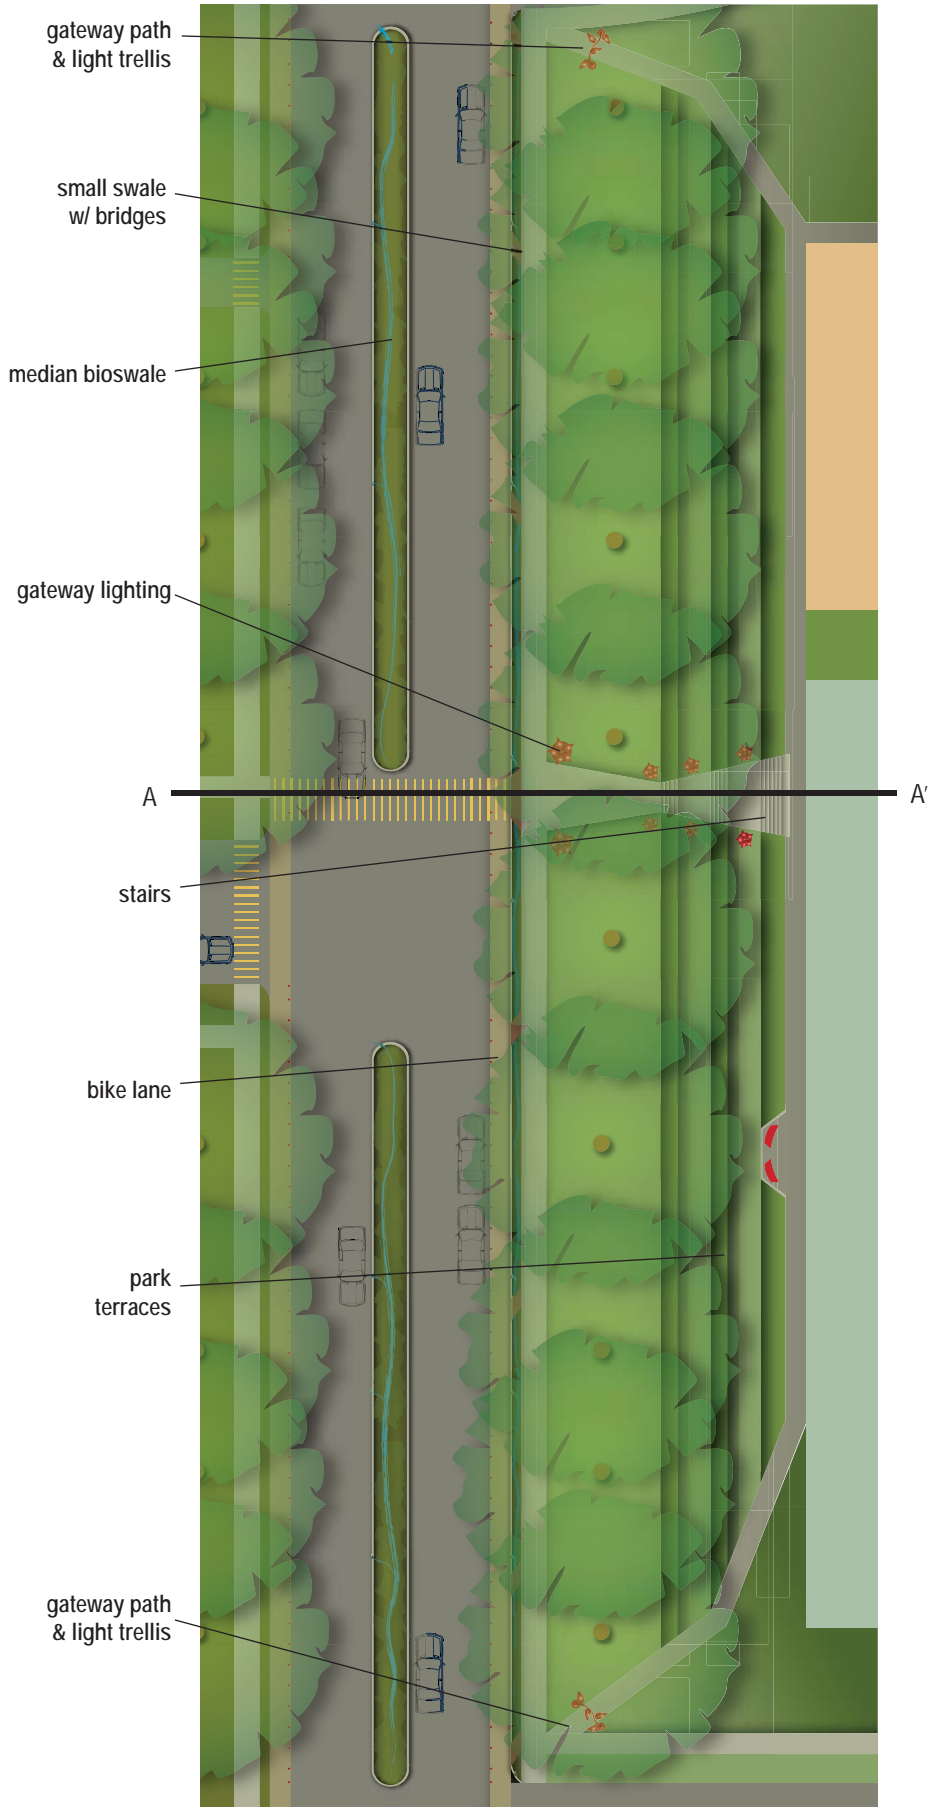 gateway path
& light trellis
small swale
w/ bridges
median bioswale
gateway lighting
A
A'
stairs
bike lane
park
terraces
gateway path
& light trellis